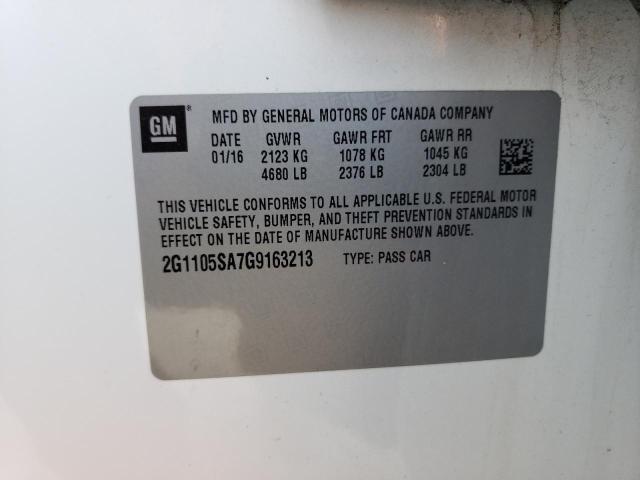 GM ®
MFD BY GENERAL MOTORS OF CANADA COMPANY
DATE GVWR GAWR FRT GAWR RR
01/16 2123 KG 1078 KG 1045 KG
4680 LB 2376 LB 2304 LB
THIS VEHICLE CONFORMS TO ALL APPLICABLE U.S. FEDERAL MOTOR
VEHICLE SAFETY, BUMPER, AND THEFT PREVENTION STANDARDS IN
EFFECT ON THE DATE OF MANUFACTURE SHOWN ABOVE.
2G1105SA7G9163213 TYPE: PASS CAR